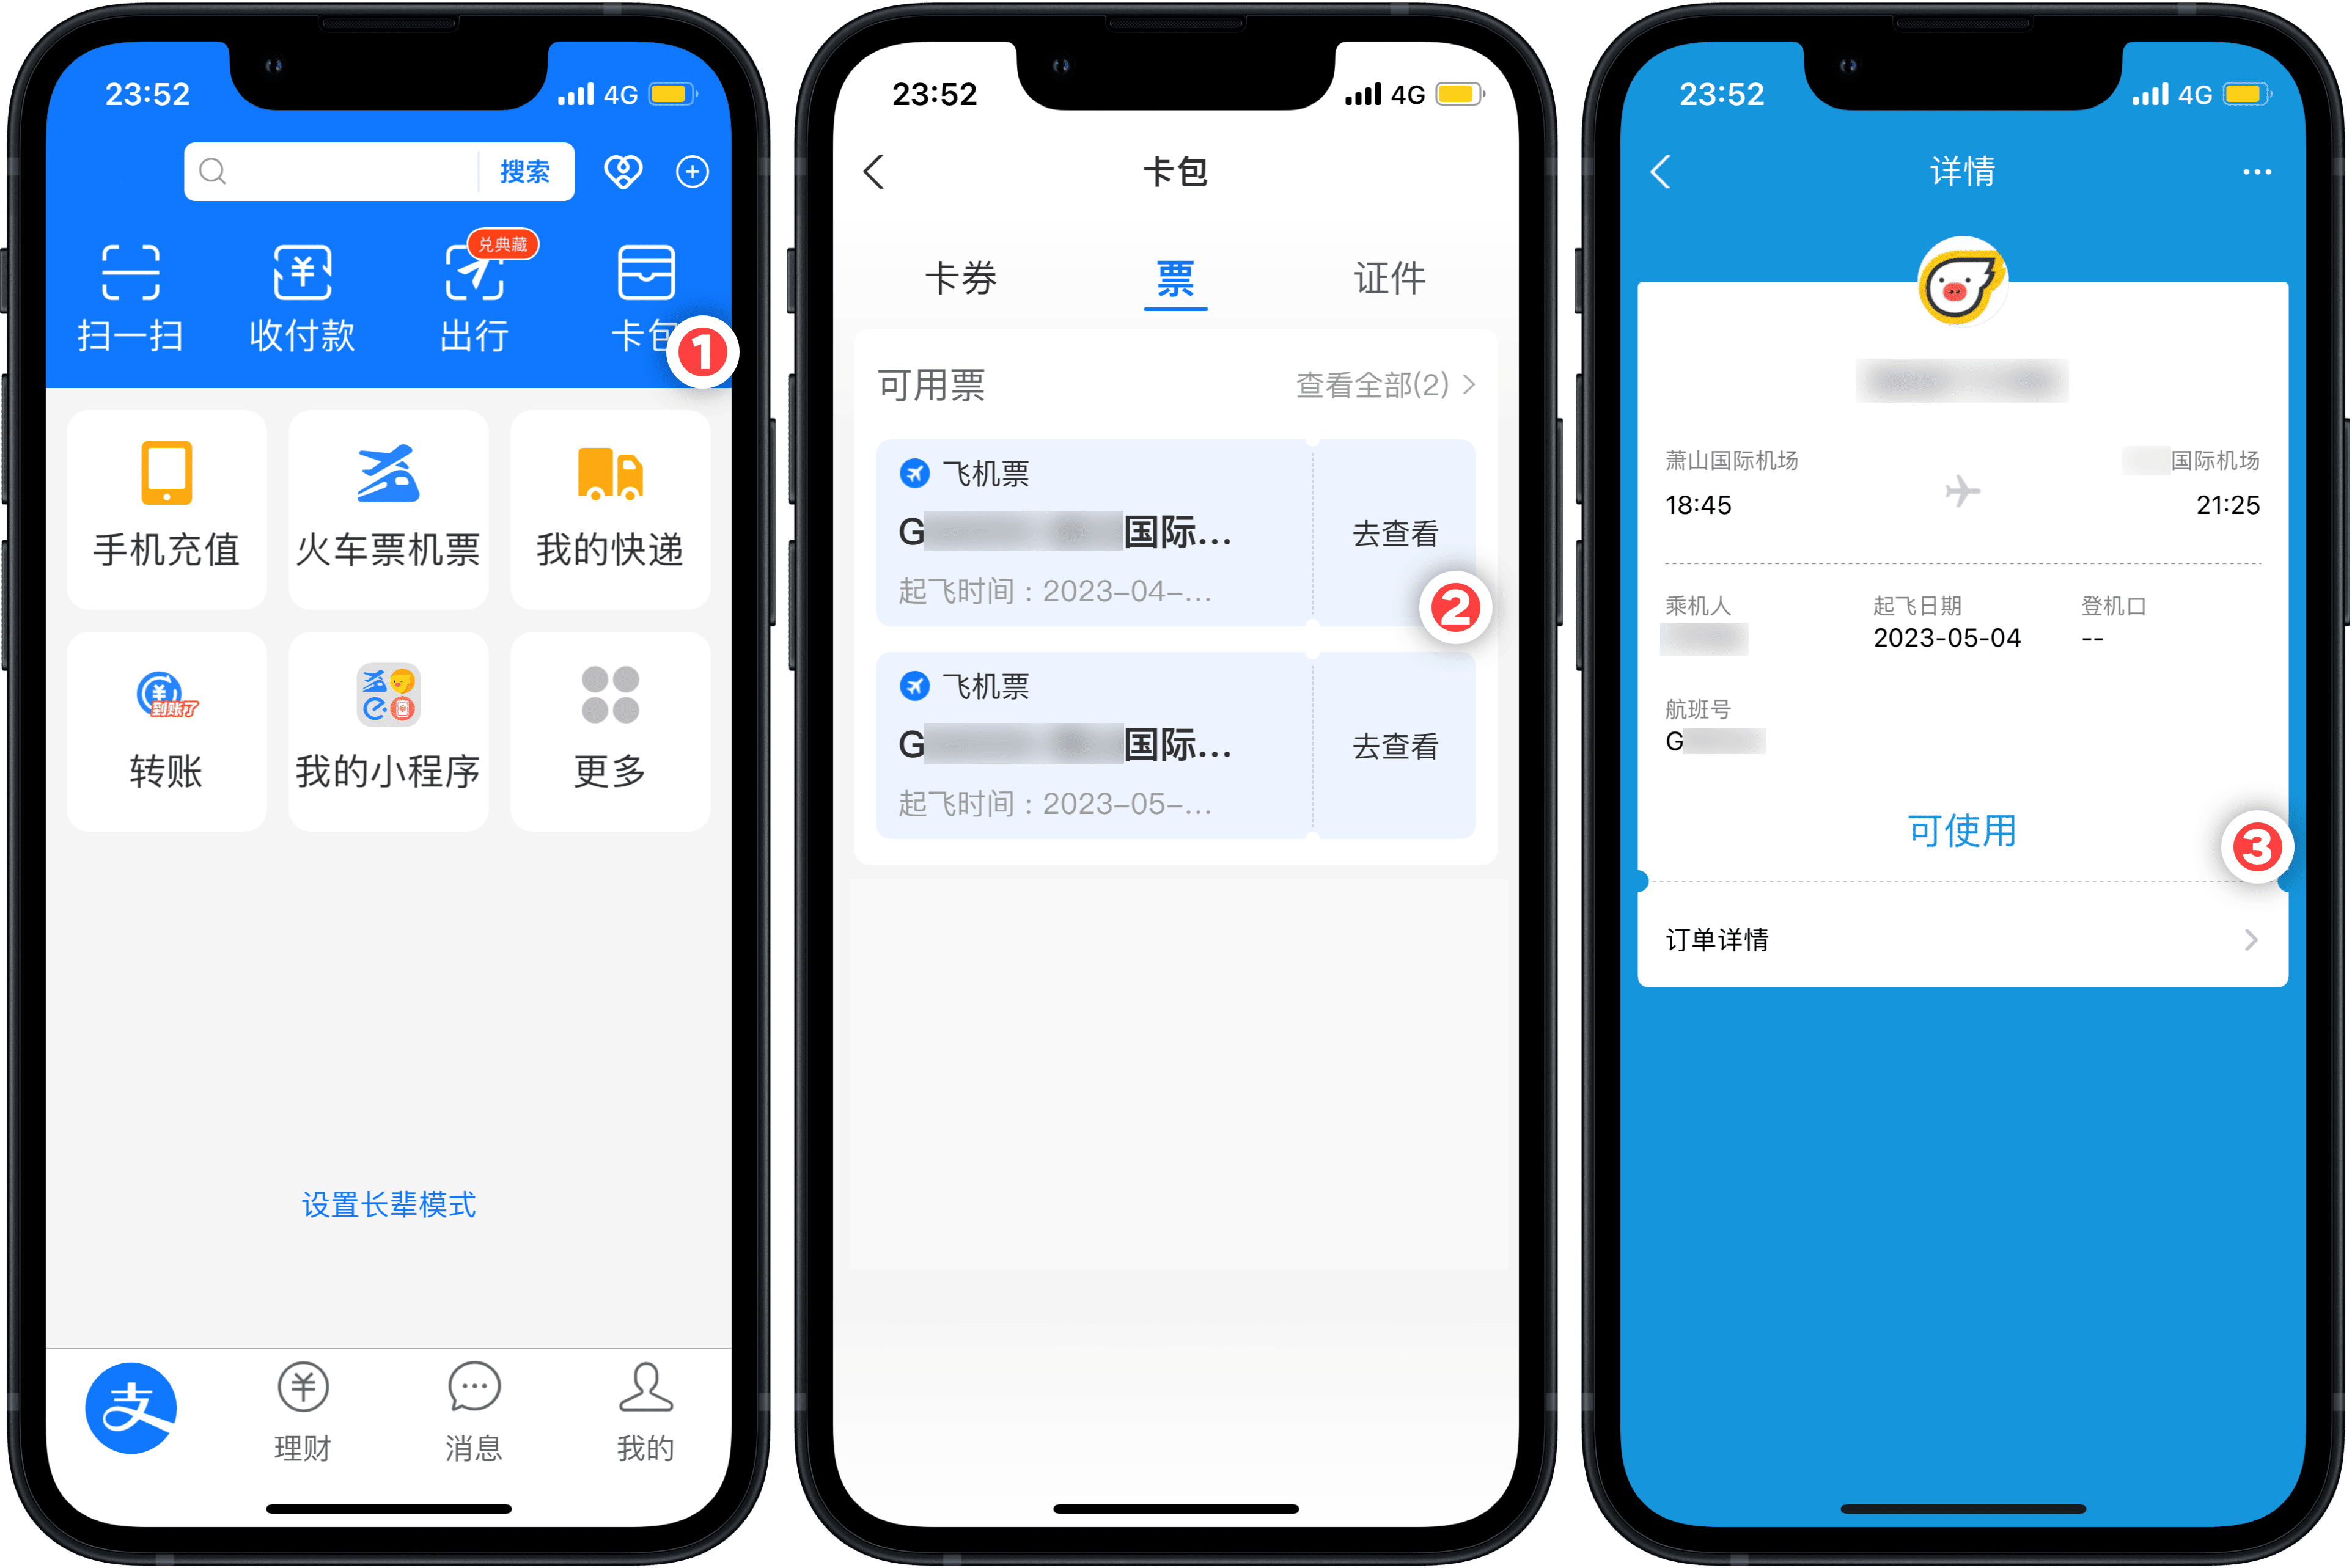 23:52
4G
搜索
兑典藏
扫一扫
收付款
出行
卡包
1
手机充值
火车票机票
我的快递
到账了
转账
我的小程序
更多
设置长辈模式
支
理财
消息
我的
23:52
4G
卡包
卡券
票
证件
可用票
查看全部(2)
飞机票
G
国际...
去查看
起飞时间：2023-04-...
2
飞机票
G
国际...
去查看
起飞时间：2023-05-...
23:52
4G
详情
萧山国际机场
国际机场
18:45
21:25
乘机人
起飞日期
登机口
2023-05-04
--
航班号
G
可使用
3
订单详情